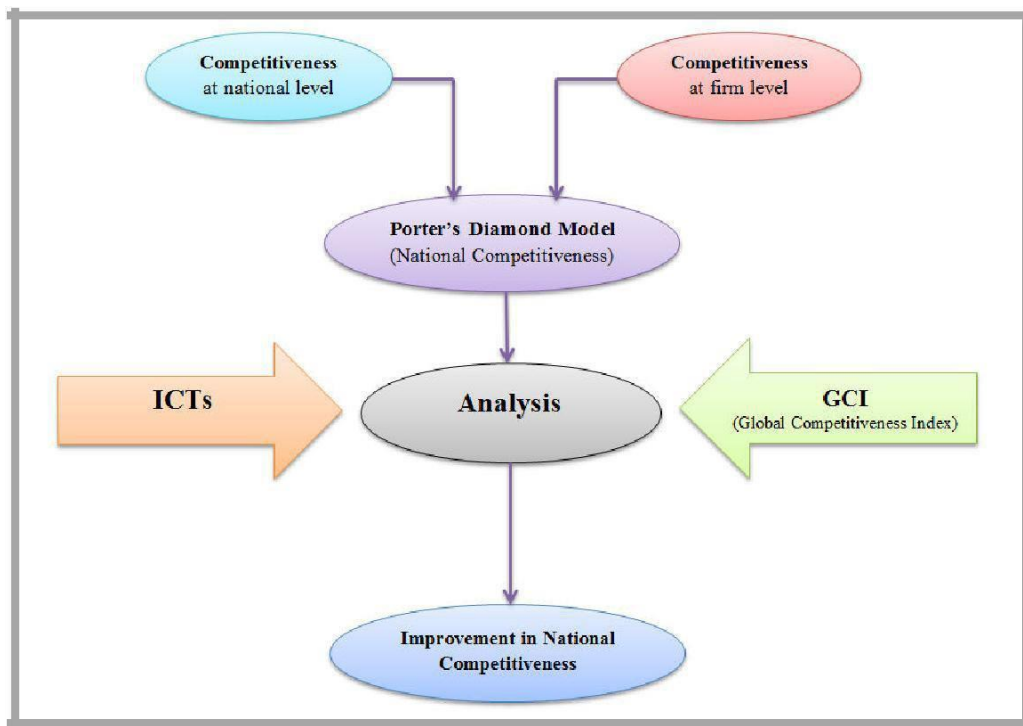 Competitiveness
at national level
Competitiveness
at firm level
Porter's Diamond Model
(National Competitiveness)
ICTs
Analysis
GCI
(Global Competitiveness Index)
Improvement in National
Competitiveness